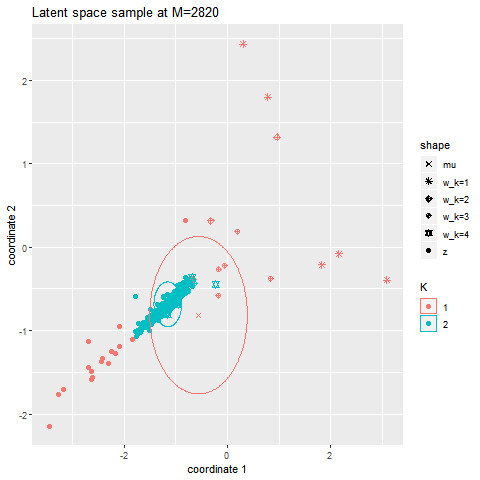 Latent space sample at M=2820
2
1
0
-1
-2
coordinate 2
-2
0
2
coordinate 1
shape
mu
w_k=1
w_k=2
w_k=3
w_k=4
z
K
1
2